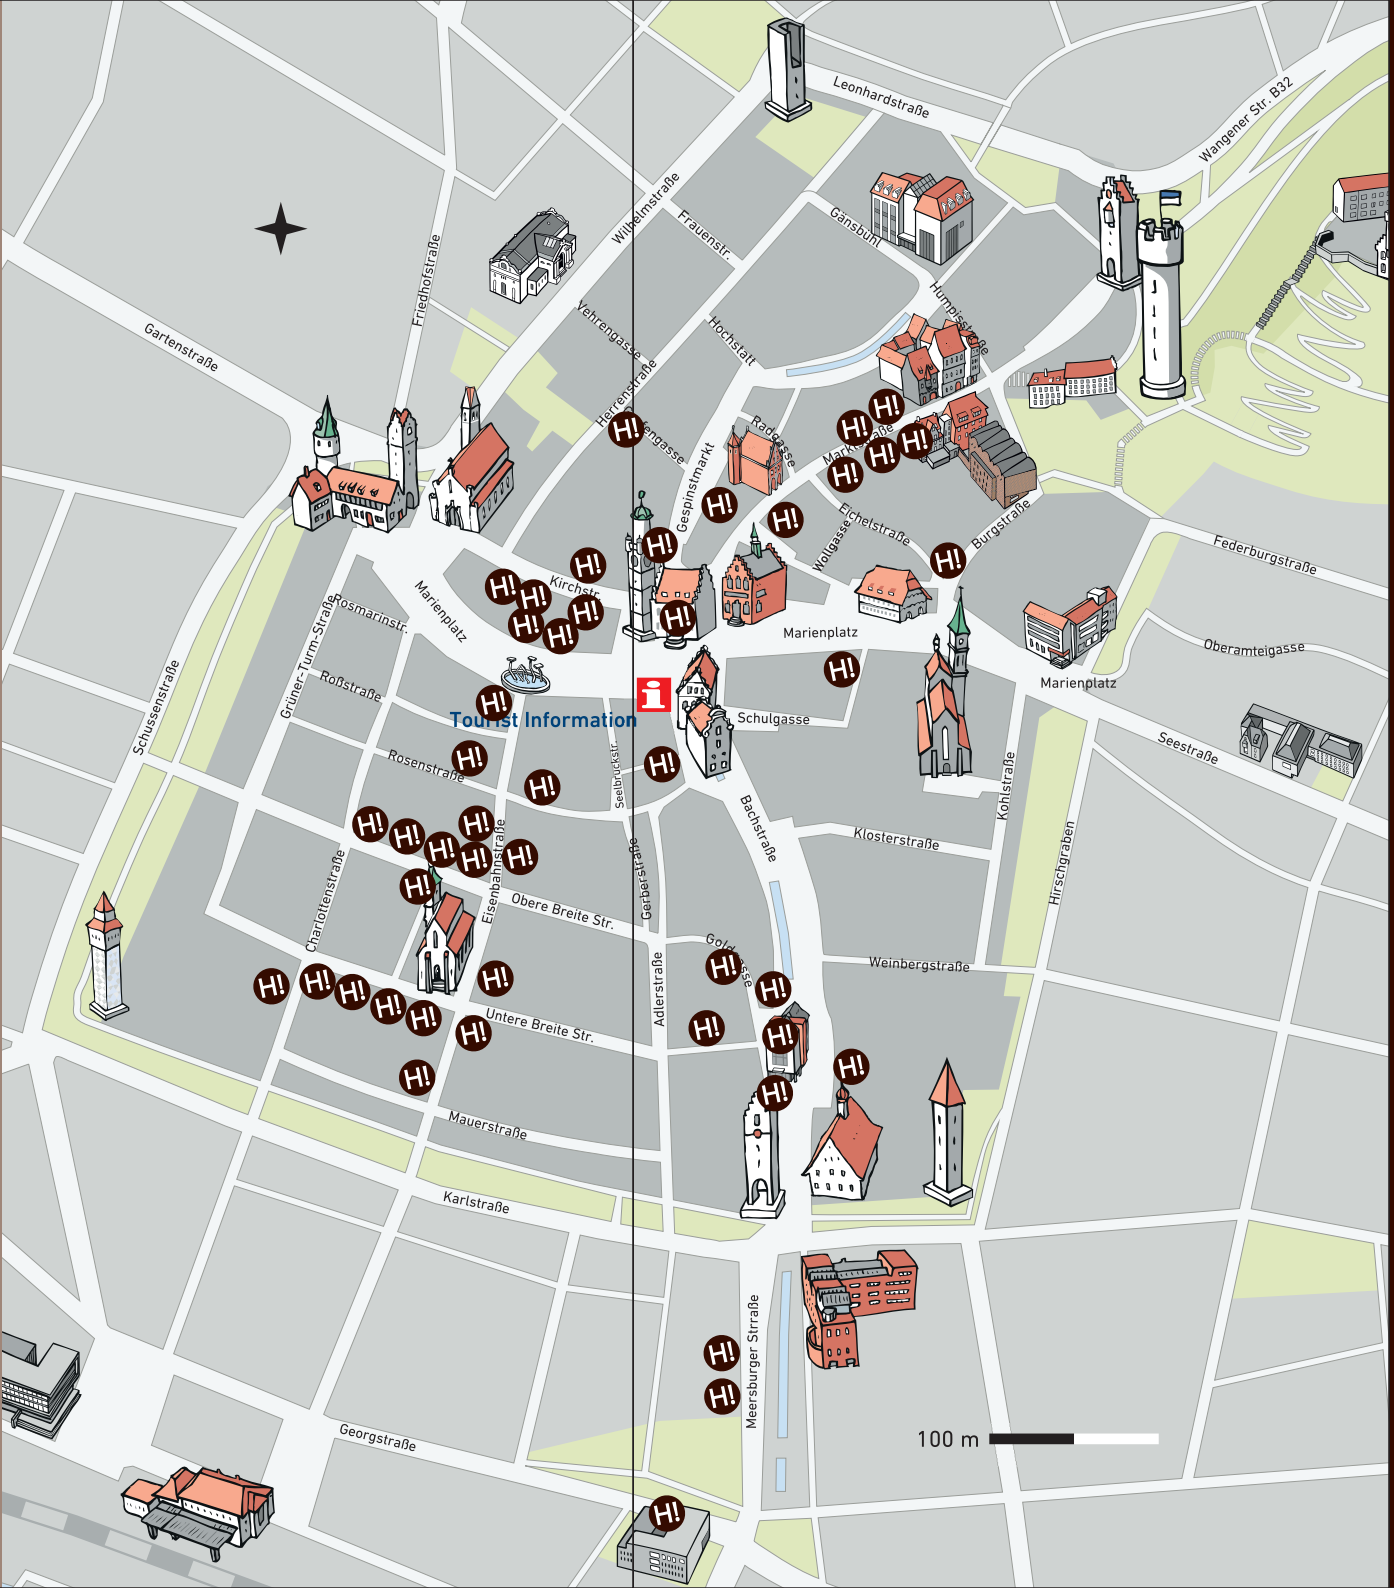 Leonhardstraße
Wangener Str. B32
Wilhelmstraße
Frauenstr.
Gänsbühl
Friedhofstraße
Humpisstraße
Vehrengasse
Hochstatt
Gartenstraße
Herrenstraße
H!
H!
H!
Radgasse
Marktstraße
H!
H!
H!
Gespinstmarkt
H!
H!
Eichelstraße
Burgstraße
Wollgasse
H!
H!
H!
Federburgstraße
Kirchstr.
H!
H!
H!
H!
H!
H!
Rosmarinstr.
Marienplatz
Grüner-Turm-Straße
Marienplatz
Oberamteigasse
H!
Marienplatz
Roßstraße
i
H!
Tourist Information
Schulgasse
Schussenstraße
Seestraße
Rosenstraße
H!
H!
Seelbruckstr.
H!
Kohlstraße
Bachstraße
H!
H!
H!
H!
H!
H!
Klosterstraße
Hirschgraben
H!
Eisenbahnstraße
Gerberstraße
Charlottenstraße
Obere Breite Str.
H!
Weinbergstraße
H!
H!
H!
H!
H!
H!
H!
Adlerstraße
H!
Untere Breite Str.
H!
H!
H!
H!
H!
H!
Mauerstraße
Karlstraße
Meersburger Strraße
H!
H!
Georgstraße
100 m
H!